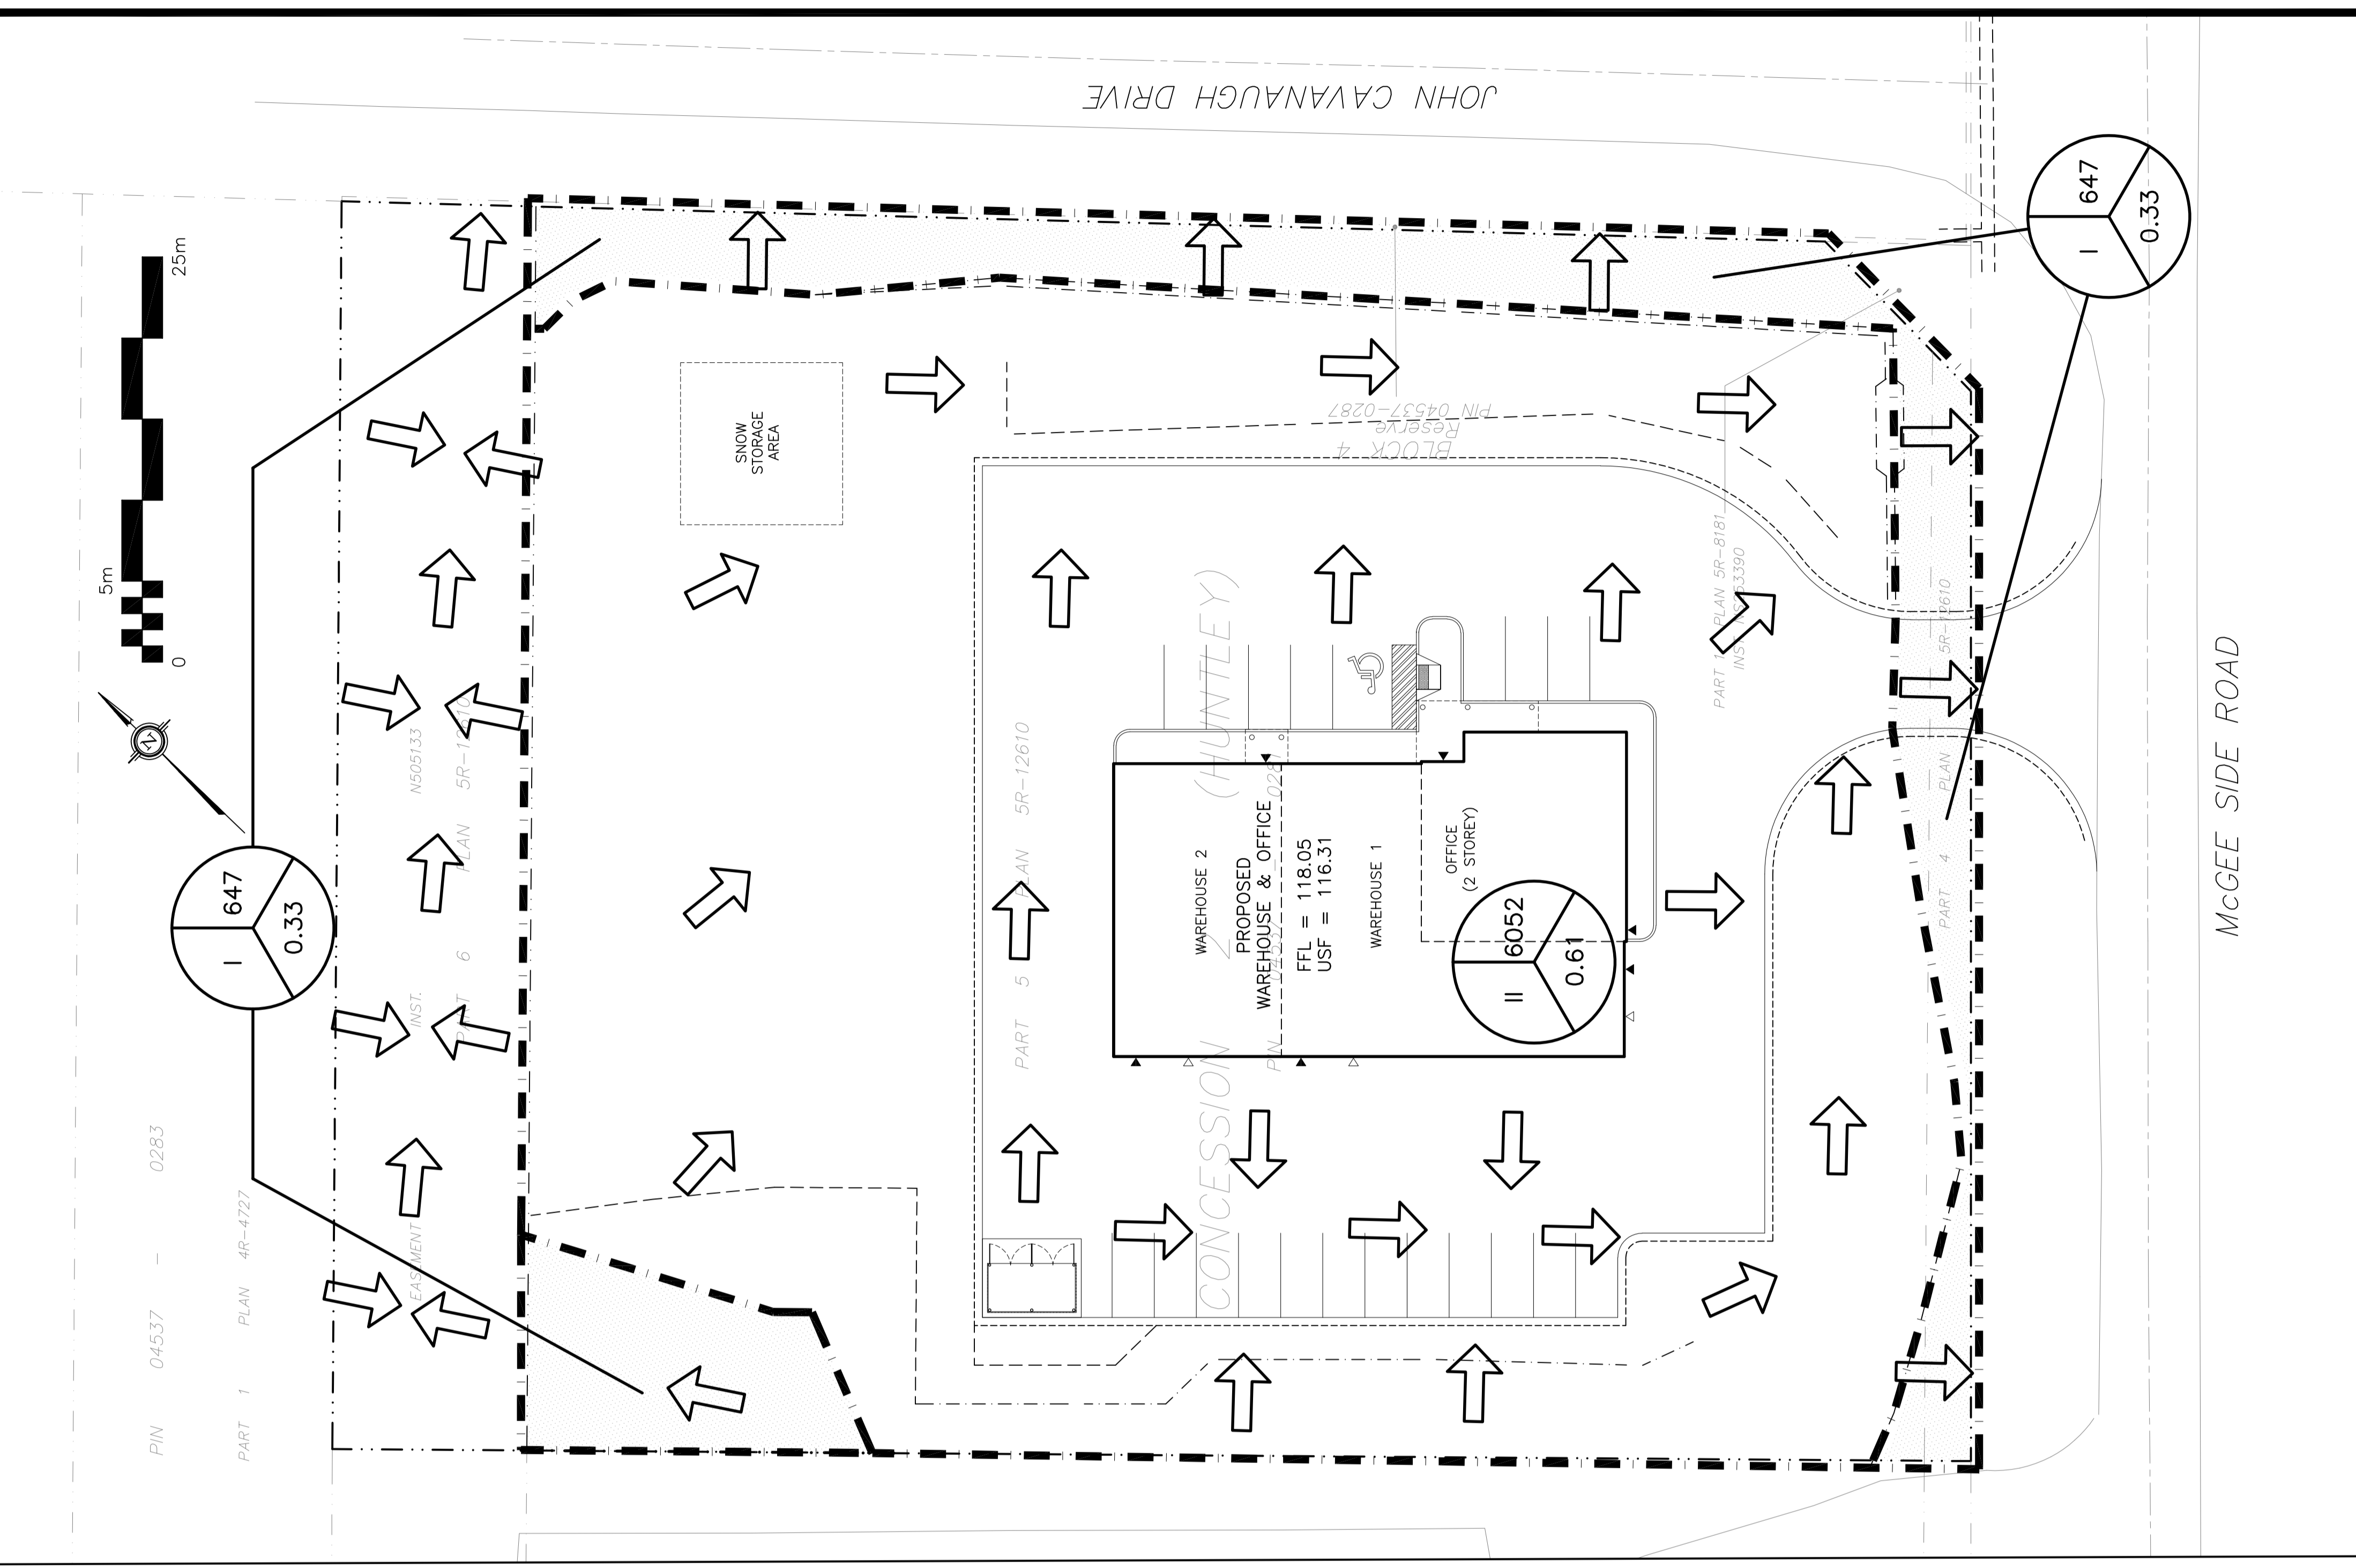 JOHN CAVANAUGH DRIVE
McGEE SIDE ROAD
25m
5m
0
N
I
647
0.33
I
647
0.33
SNOW
STORAGE
AREA
BLOCK 4
Reserve
PIN 04537-0287
PART 1 PLAN 5R-8181
PART 4 PLAN 5R-12610
INST. N505133
EASEMENT
PART 6 PLAN 5R-12610
PART 5 PLAN 5R-12610
CONCESSION 2 (HUNTLEY)
WAREHOUSE 2
PROPOSED
WAREHOUSE & OFFICE
FFL = 118.05
USF = 116.31
WAREHOUSE 1
OFFICE
(2 STOREY)
II
6052
0.61
PIN 04537 - 0283
PART 1 PLAN 4R-4727